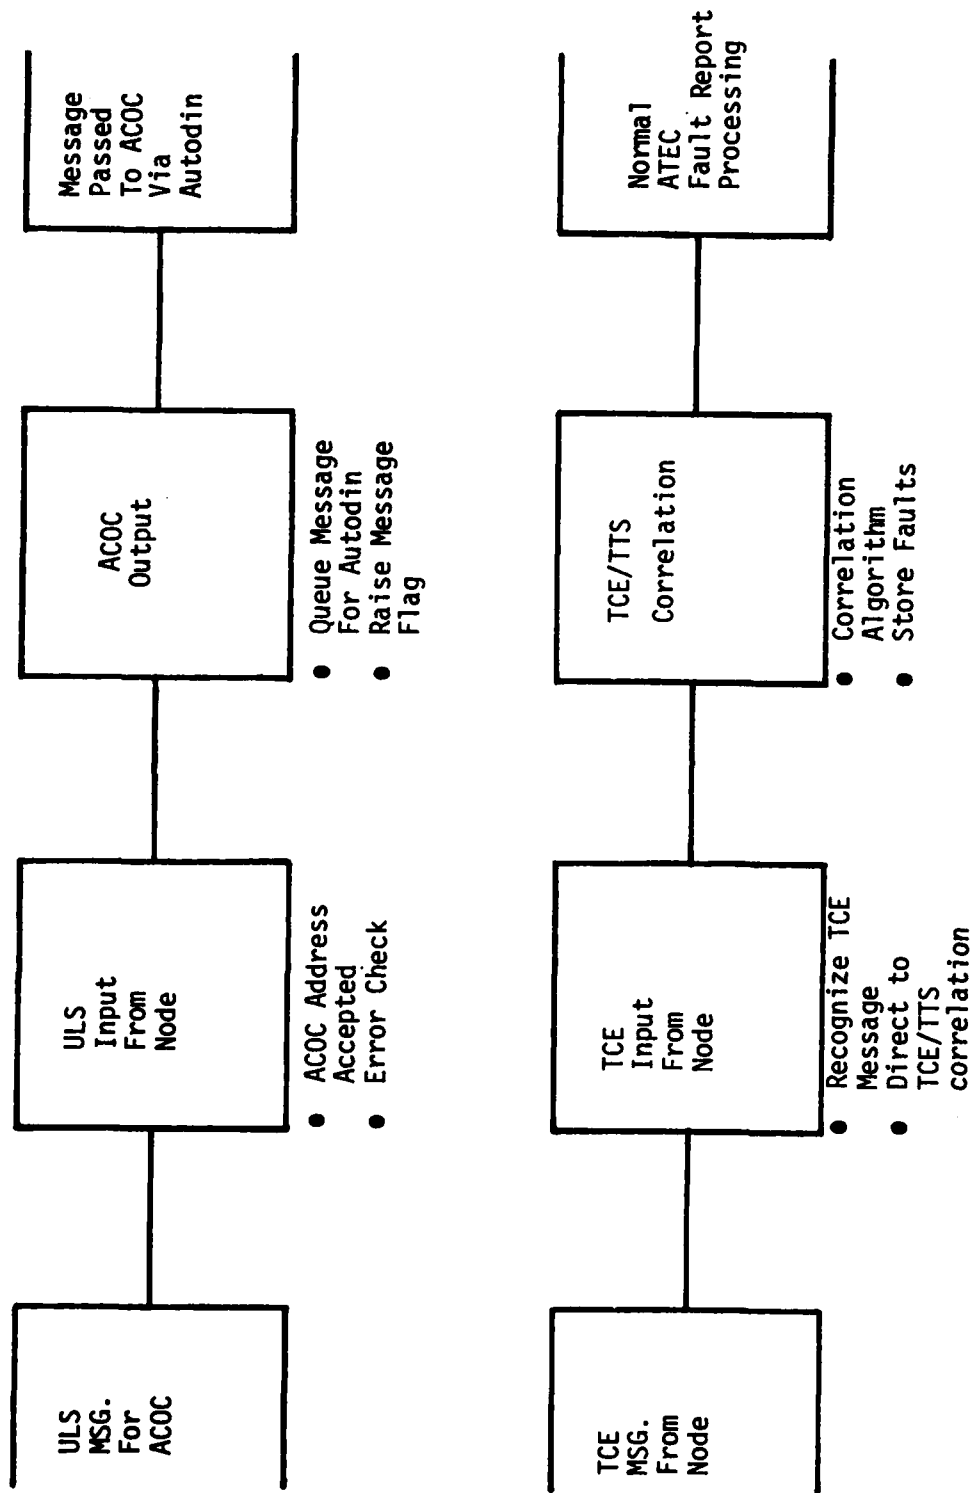 ULS
MSG.
For
ACOC
ULS
Input
From
Node
● ACOC Address
Accepted
● Error Check
ACOC
Output
● Queue Message
For Autodin
● Raise Message
Flag
Message
Passed
To ACOC
Via
Autodin
TCE
MSG.
From
Node
TCE
Input
From
Node
● Recognize TCE
Message
● Direct to
TCE/TTS
correlation
TCE/TTS
Correlation
● Correlation
Algorithm
● Store Faults
Normal
ATEC
Fault Report
Processing